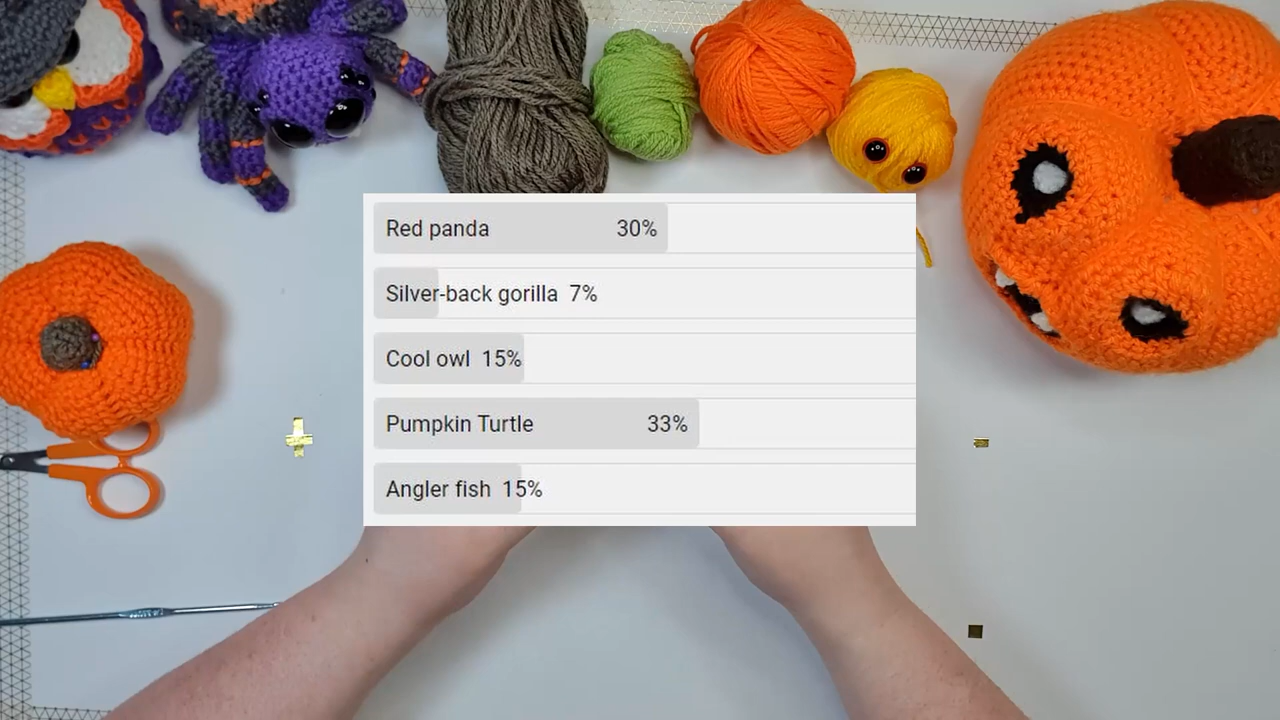 Red panda 30%
Silver-back gorilla 7%
Cool owl 15%
Pumpkin Turtle 33%
Angler fish 15%